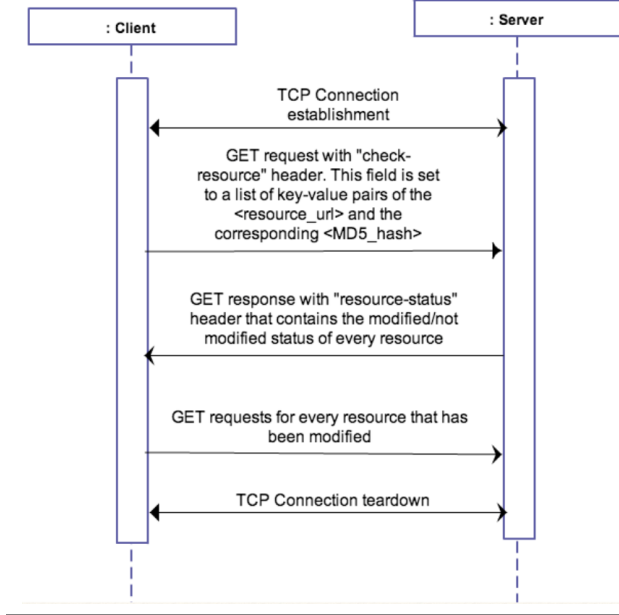 : Client
: Server
TCP Connection
establishment
GET request with "check-
resource" header. This field is set
to a list of key-value pairs of the
<resource_url> and the
corresponding <MD5_hash>
GET response with "resource-status"
header that contains the modified/not
modified status of every resource
GET requests for every resource that has
been modified
TCP Connection teardown